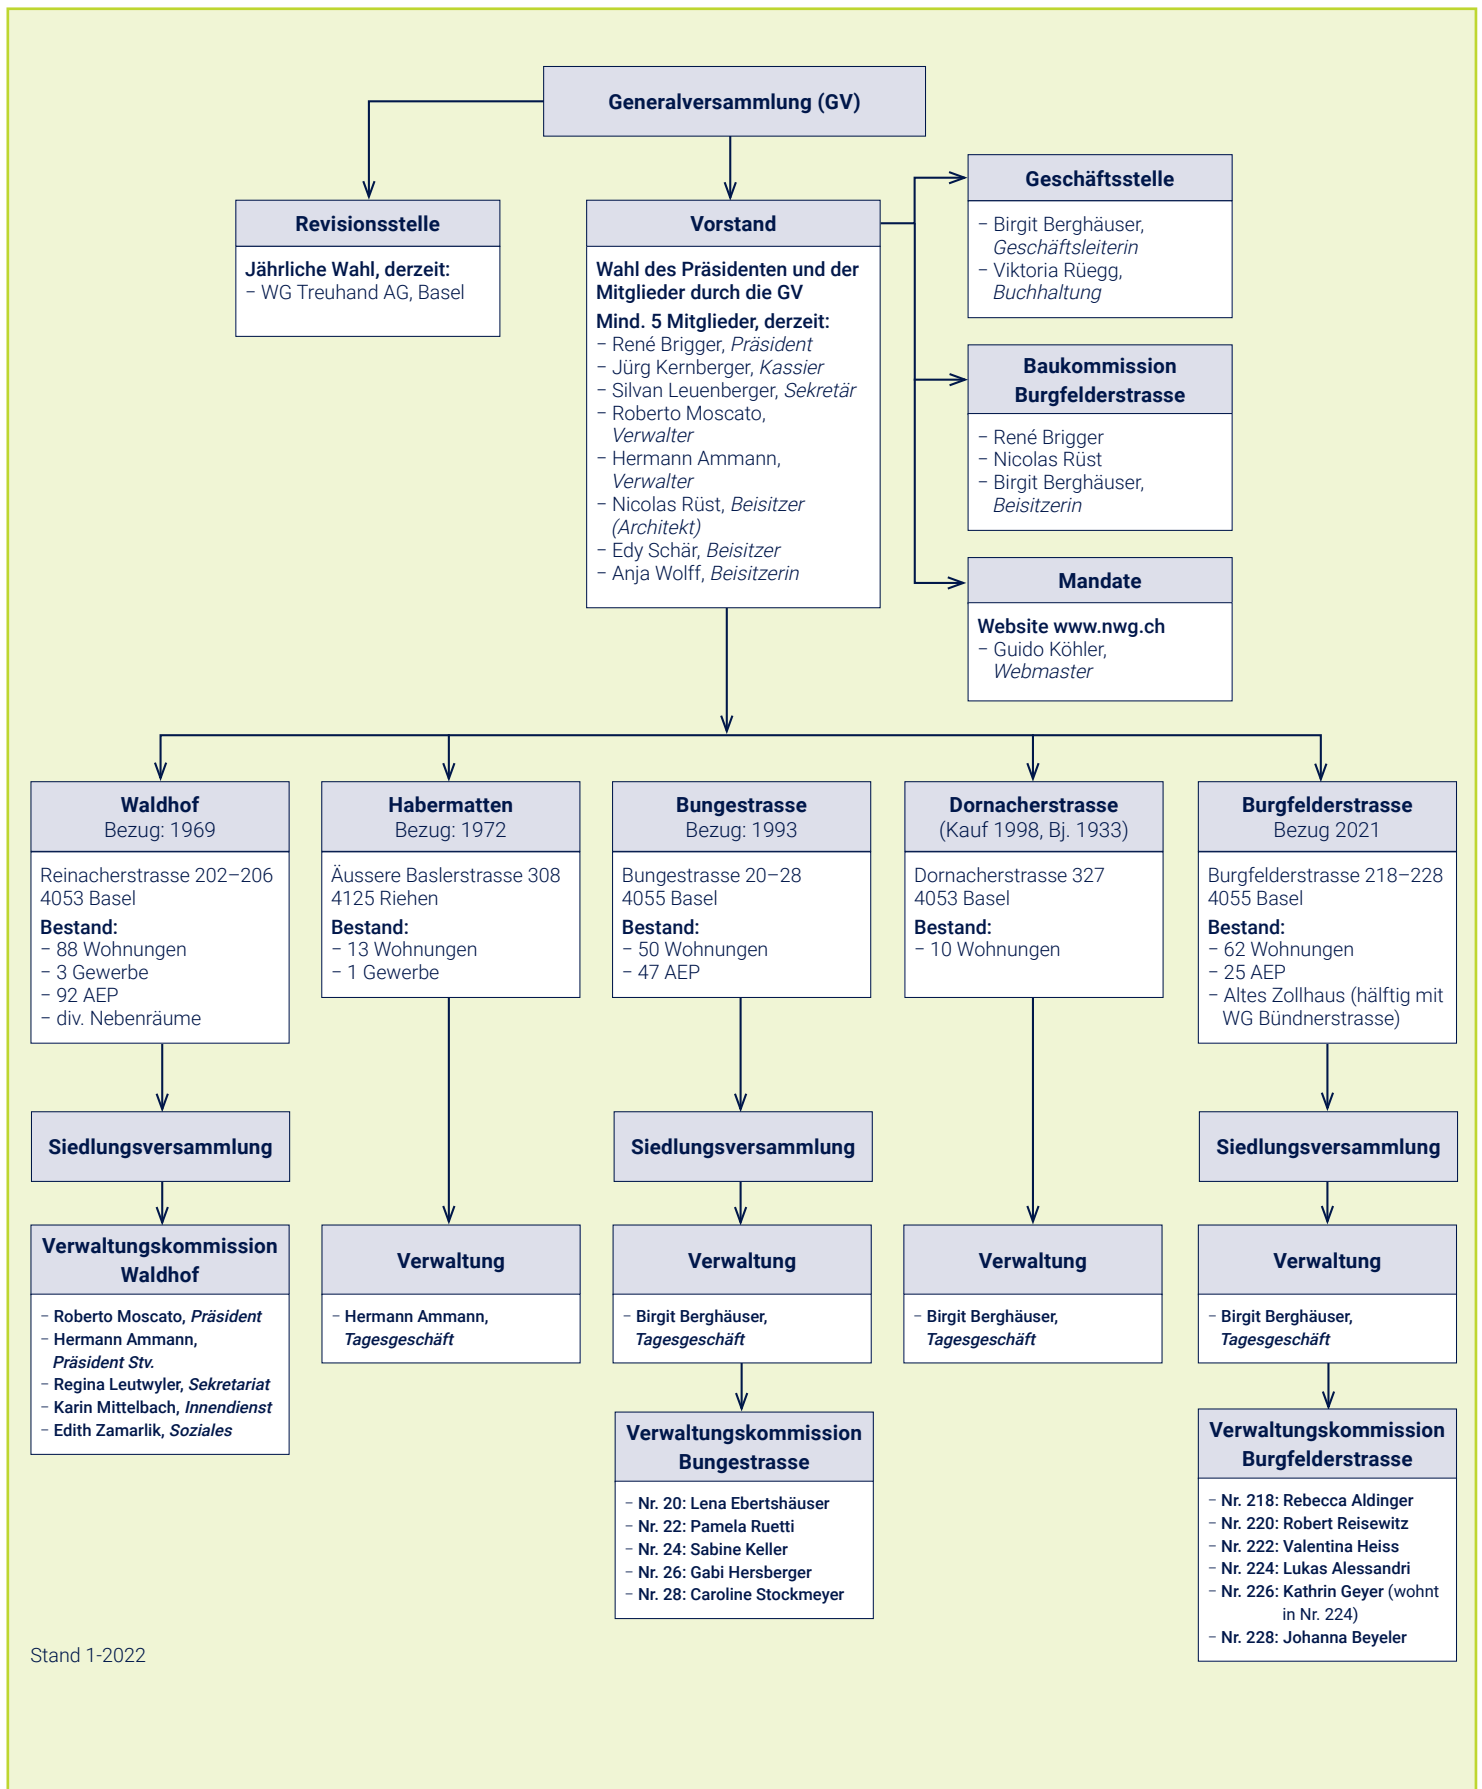 Generalversammlung (GV)
Revisionsstelle
Jährliche Wahl, derzeit:
– WG Treuhand AG, Basel
Vorstand
Wahl des Präsidenten und der
Mitglieder durch die GV
Mind. 5 Mitglieder, derzeit:
– René Brigger, Präsident
– Jürg Kernberger, Kassier
– Silvan Leuenberger, Sekretär
– Roberto Moscato,
Verwalter
– Hermann Ammann,
Verwalter
– Nicolas Rüst, Beisitzer
(Architekt)
– Edy Schär, Beisitzer
– Anja Wolff, Beisitzerin
Geschäftsstelle
– Birgit Berghäuser,
Geschäftsleiterin
– Viktoria Rüegg,
Buchhaltung
Baukommission
Burgfelderstrasse
– René Brigger
– Nicolas Rüst
– Birgit Berghäuser,
Beisitzerin
Mandate
Website www.nwg.ch
– Guido Köhler,
Webmaster
Waldhof
Bezug: 1969
Reinacherstrasse 202–206
4053 Basel
Bestand:
– 88 Wohnungen
– 3 Gewerbe
– 92 AEP
– div. Nebenräume
Siedlungsversammlung
Verwaltungskommission
Waldhof
– Roberto Moscato, Präsident
– Hermann Ammann,
Präsident Stv.
– Regina Leutwyler, Sekretariat
– Karin Mittelbach, Innendienst
– Edith Zamarlik, Soziales
Habermatten
Bezug: 1972
Äussere Baslerstrasse 308
4125 Riehen
Bestand:
– 13 Wohnungen
– 1 Gewerbe
Verwaltung
– Hermann Ammann,
Tagesgeschäft
Bungestrasse
Bezug: 1993
Bungestrasse 20–28
4055 Basel
Bestand:
– 50 Wohnungen
– 47 AEP
Siedlungsversammlung
Verwaltung
– Birgit Berghäuser,
Tagesgeschäft
Verwaltungskommission
Bungestrasse
– Nr. 20: Lena Ebertshäuser
– Nr. 22: Pamela Ruetti
– Nr. 24: Sabine Keller
– Nr. 26: Gabi Hersberger
– Nr. 28: Caroline Stockmeyer
Dornacherstrasse
(Kauf 1998, Bj. 1933)
Dornacherstrasse 327
4053 Basel
Bestand:
– 10 Wohnungen
Verwaltung
– Birgit Berghäuser,
Tagesgeschäft
Burgfelderstrasse
Bezug 2021
Burgfelderstrasse 218–228
4055 Basel
Bestand:
– 62 Wohnungen
– 25 AEP
– Altes Zollhaus (hälftig mit
WG Bündnerstrasse)
Siedlungsversammlung
Verwaltung
– Birgit Berghäuser,
Tagesgeschäft
Verwaltungskommission
Burgfelderstrasse
– Nr. 218: Rebecca Aldinger
– Nr. 220: Robert Reisewitz
– Nr. 222: Valentina Heiss
– Nr. 224: Lukas Alessandri
– Nr. 226: Kathrin Geyer (wohnt
in Nr. 224)
– Nr. 228: Johanna Beyeler
Stand 1-2022